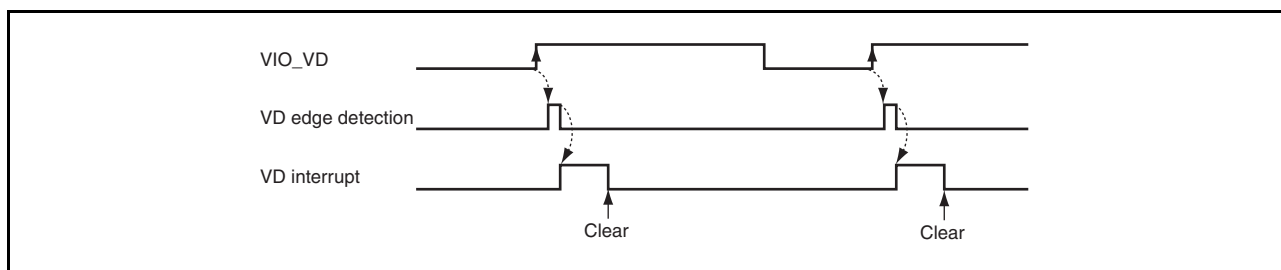 VIO_VD
VD edge detection
VD interrupt
Clear
Clear